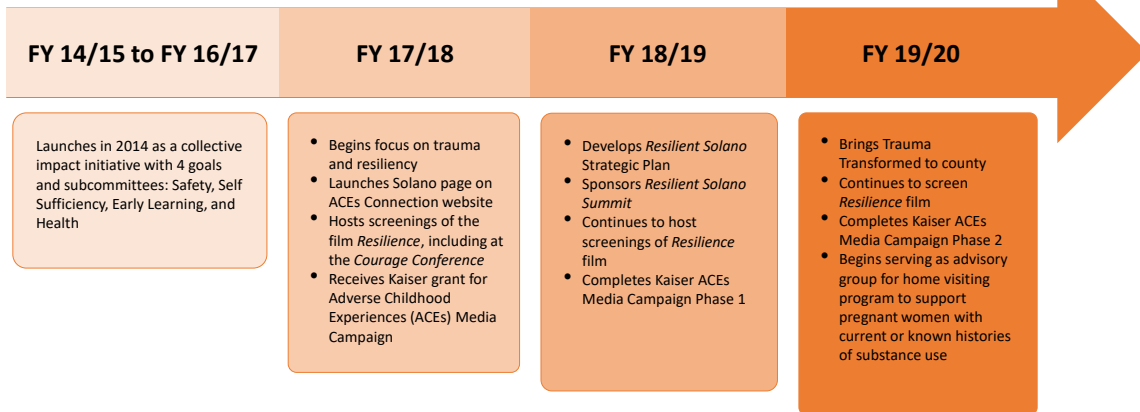 FY 14/15 to FY 16/17
FY 17/18
FY 18/19
FY 19/20
Launches in 2014 as a collective
impact initiative with 4 goals
and subcommittees: Safety, Self
Sufficiency, Early Learning, and
Health
• Begins focus on trauma
and resiliency
• Launches Solano page on
ACEs Connection website
• Hosts screenings of the
film Resilience, including at
the Courage Conference
• Receives Kaiser grant for
Adverse Childhood
Experiences (ACEs) Media
Campaign
• Develops Resilient Solano
Strategic Plan
• Sponsors Resilient Solano
Summit
• Continues to host
screenings of Resilience
film
• Completes Kaiser ACEs
Media Campaign Phase 1
• Brings Trauma
Transformed to county
• Continues to screen
Resilience film
• Completes Kaiser ACEs
Media Campaign Phase 2
• Begins serving as advisory
group for home visiting
program to support
pregnant women with
current or known histories
of substance use